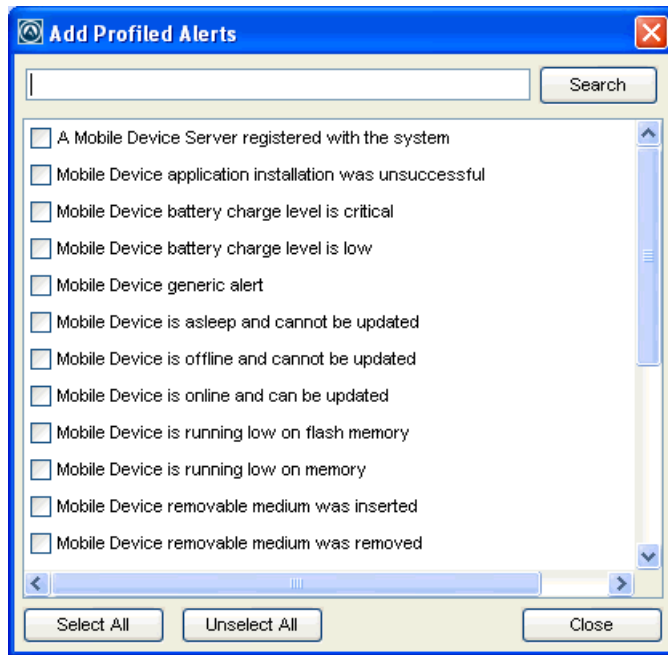 Add Profiled Alerts
Search
A Mobile Device Server registered with the system
Mobile Device application installation was unsuccessful
Mobile Device battery charge level is critical
Mobile Device battery charge level is low
Mobile Device generic alert
Mobile Device is asleep and cannot be updated
Mobile Device is offline and cannot be updated
Mobile Device is online and can be updated
Mobile Device is running low on flash memory
Mobile Device is running low on memory
Mobile Device removable medium was inserted
Mobile Device removable medium was removed
Select All
Unselect All
Close